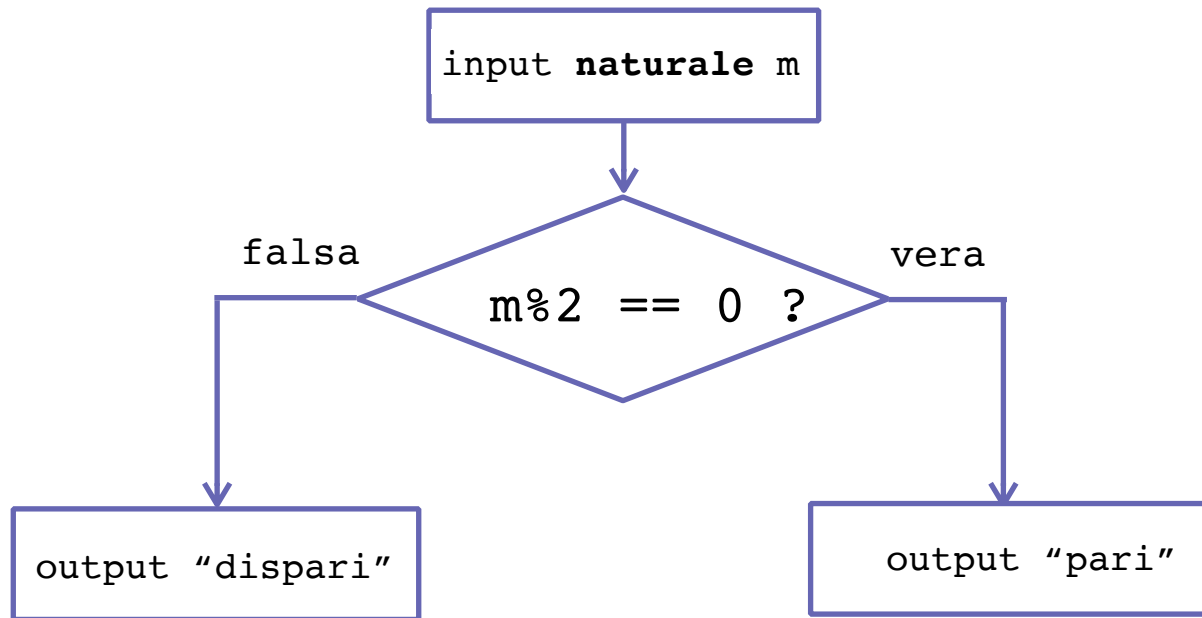 input naturale m
falsa
vera
m%2 == 0 ?
output “dispari”
output “pari”